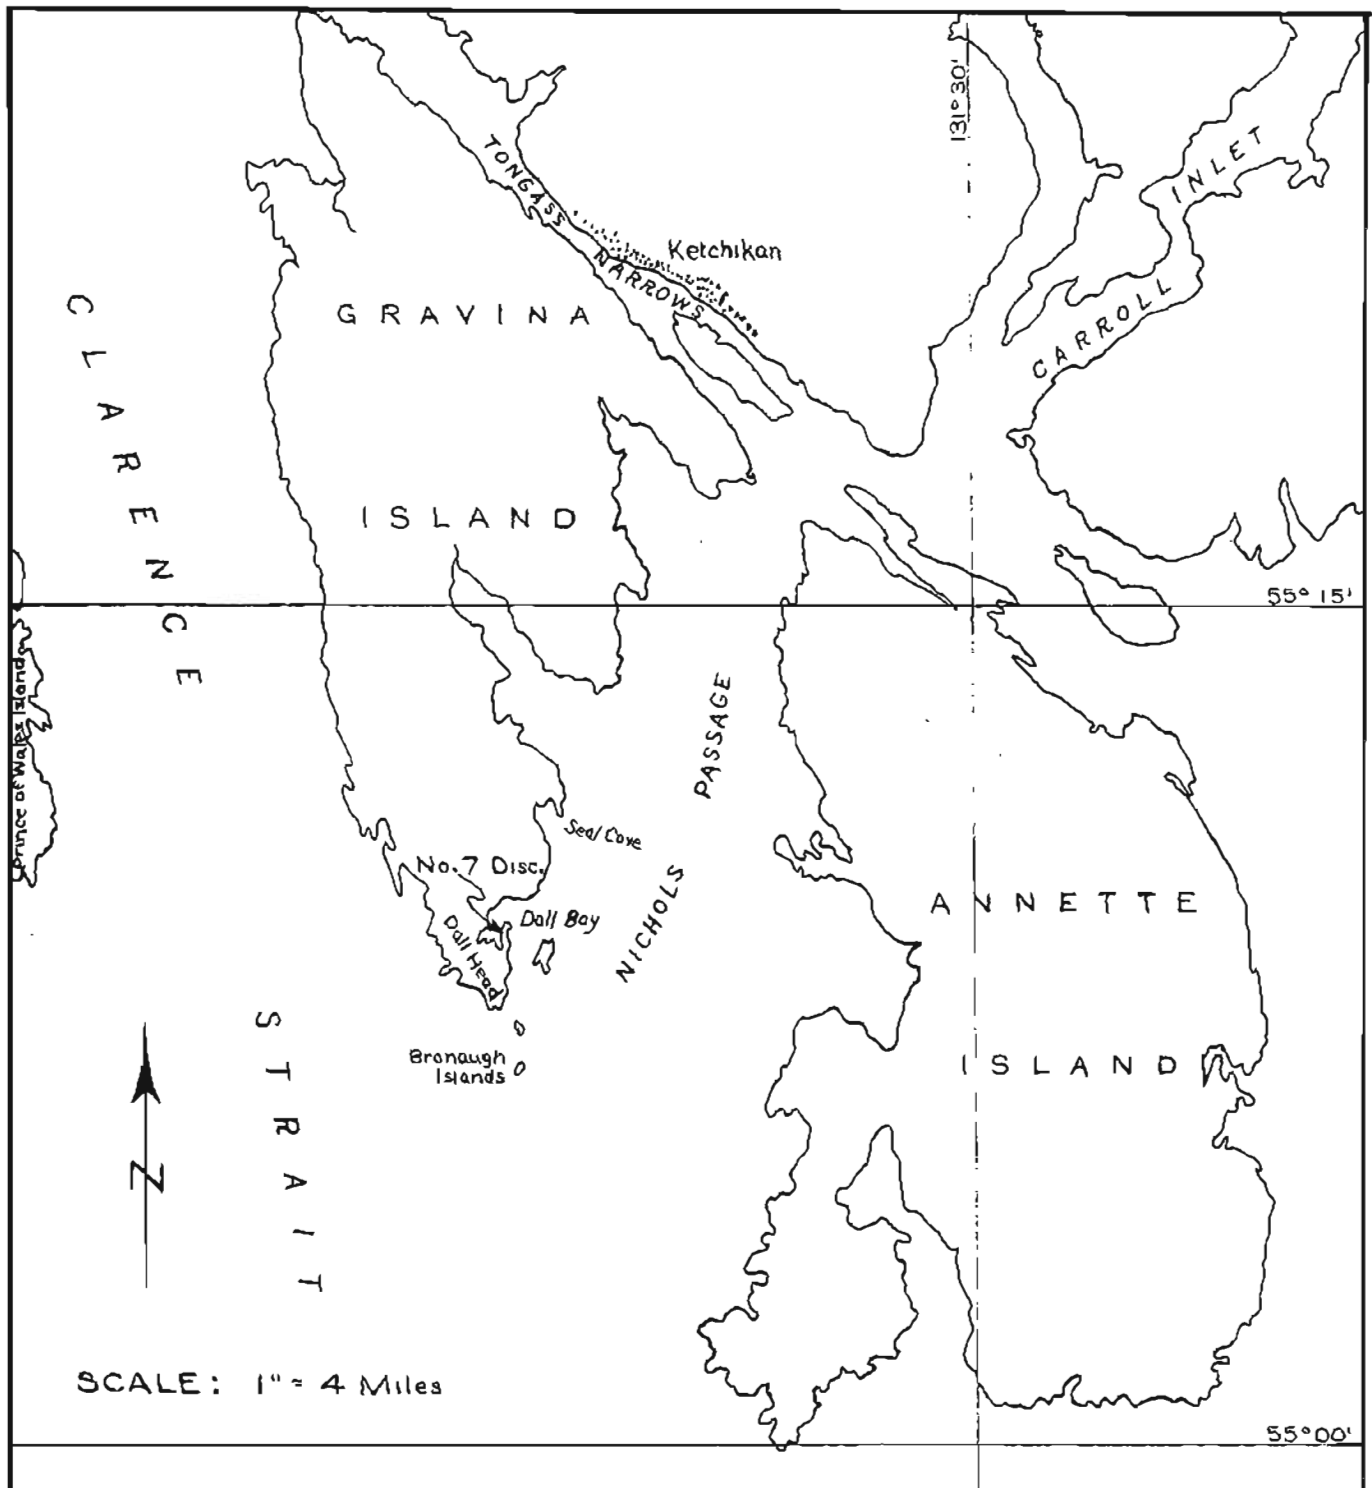 131° 30'
INLET
CARROLL
TONGASS
NARROWS
Ketchikan
GRAVINA
ISLAND
CLARENCE
STRAIT
55° 15'
Prince of Wales Island
PASSAGE
NICHOLS
Seal Cove
No. 7 Disc.
Dall Bay
Dall Head
Bronaugh
Islands
ANNETTE
ISLAND
N
SCALE: 1" = 4 Miles
55° 00'